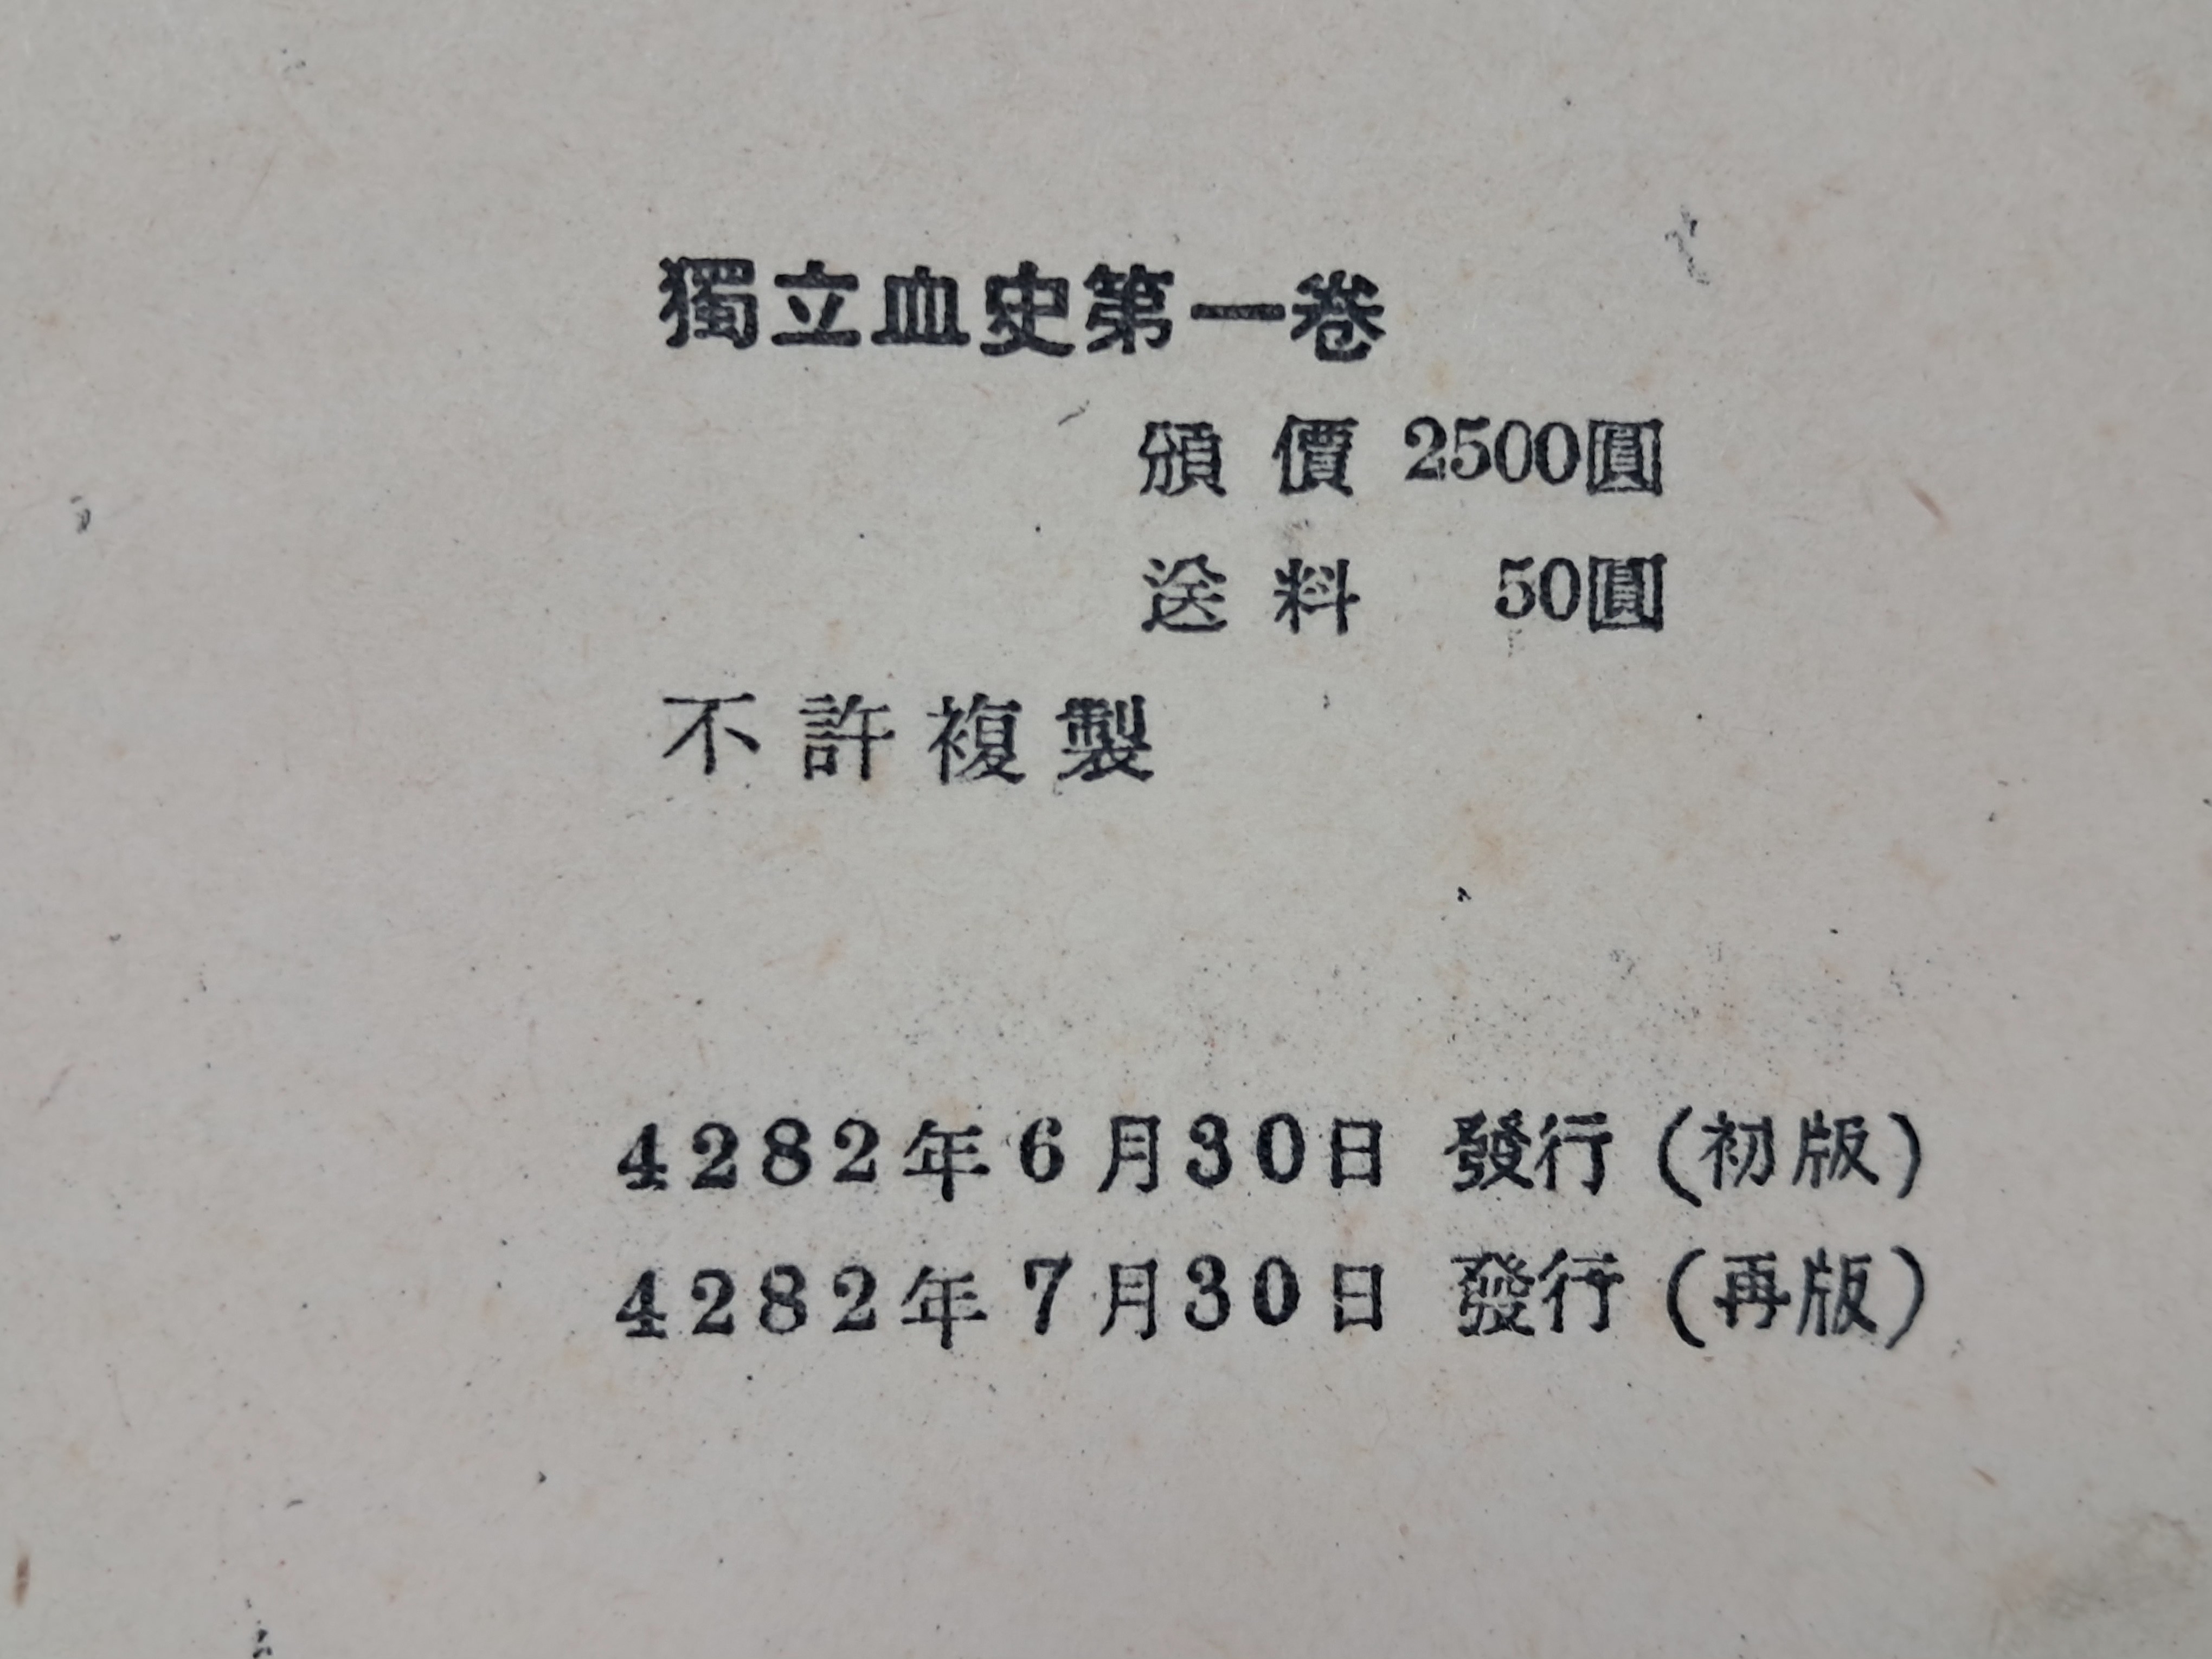 獨立血史第一卷
頒價 2500圓
送料 50圓
不許複製
4282年6月30日 發行(初版)
4282年7月30日 發行(再版)